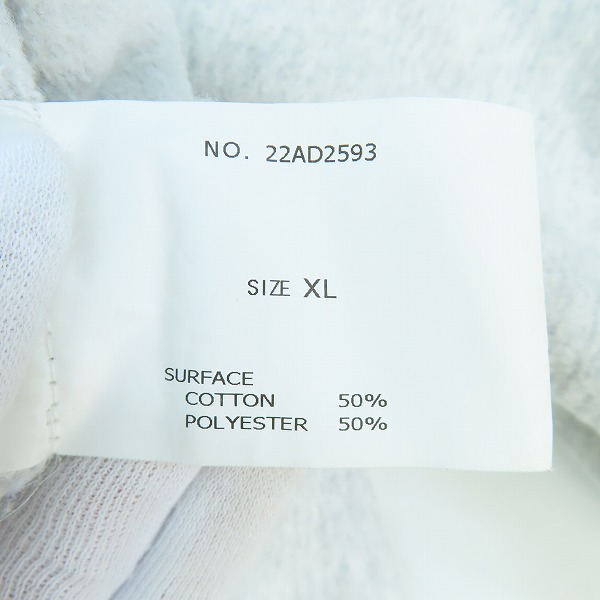 NO. 22AD2593
SIZE XL
SURFACE
COTTON 50%
POLYESTER 50%